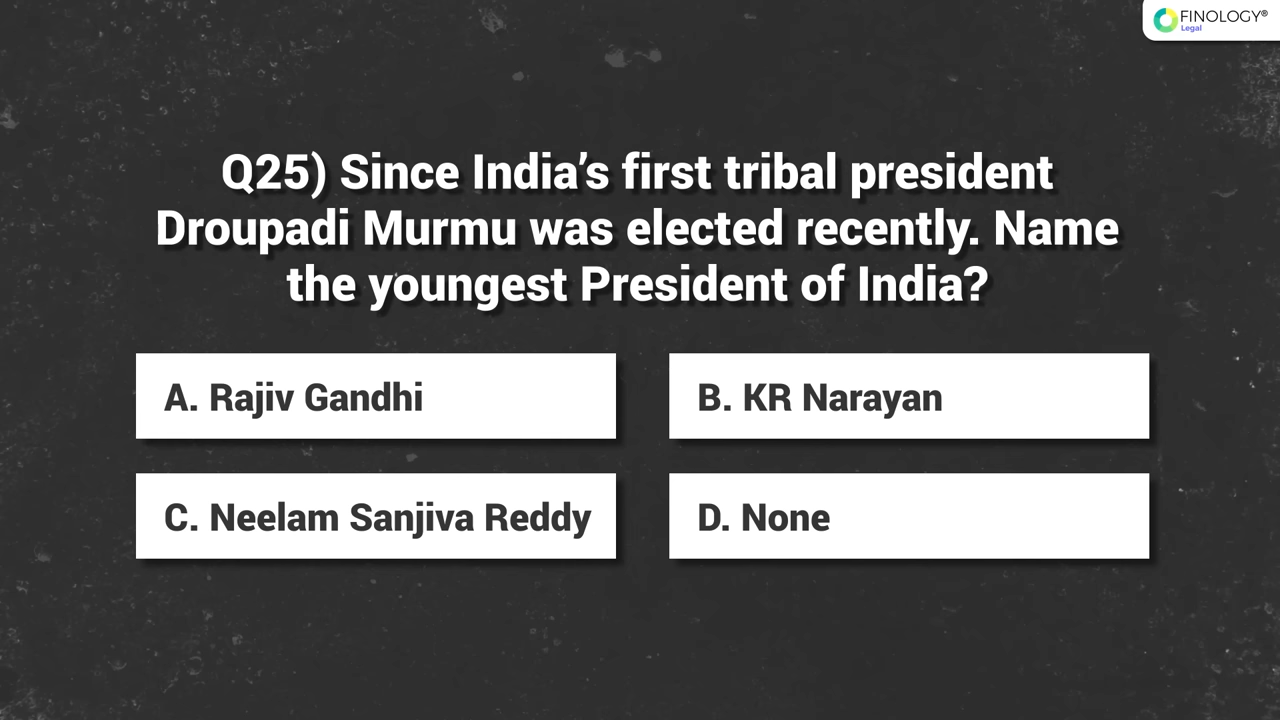 FINOLOGY®
Legal
Q25) Since India’s first tribal president
Droupadi Murmu was elected recently. Name
the youngest President of India?
A. Rajiv Gandhi
B. KR Narayan
C. Neelam Sanjiva Reddy
D. None